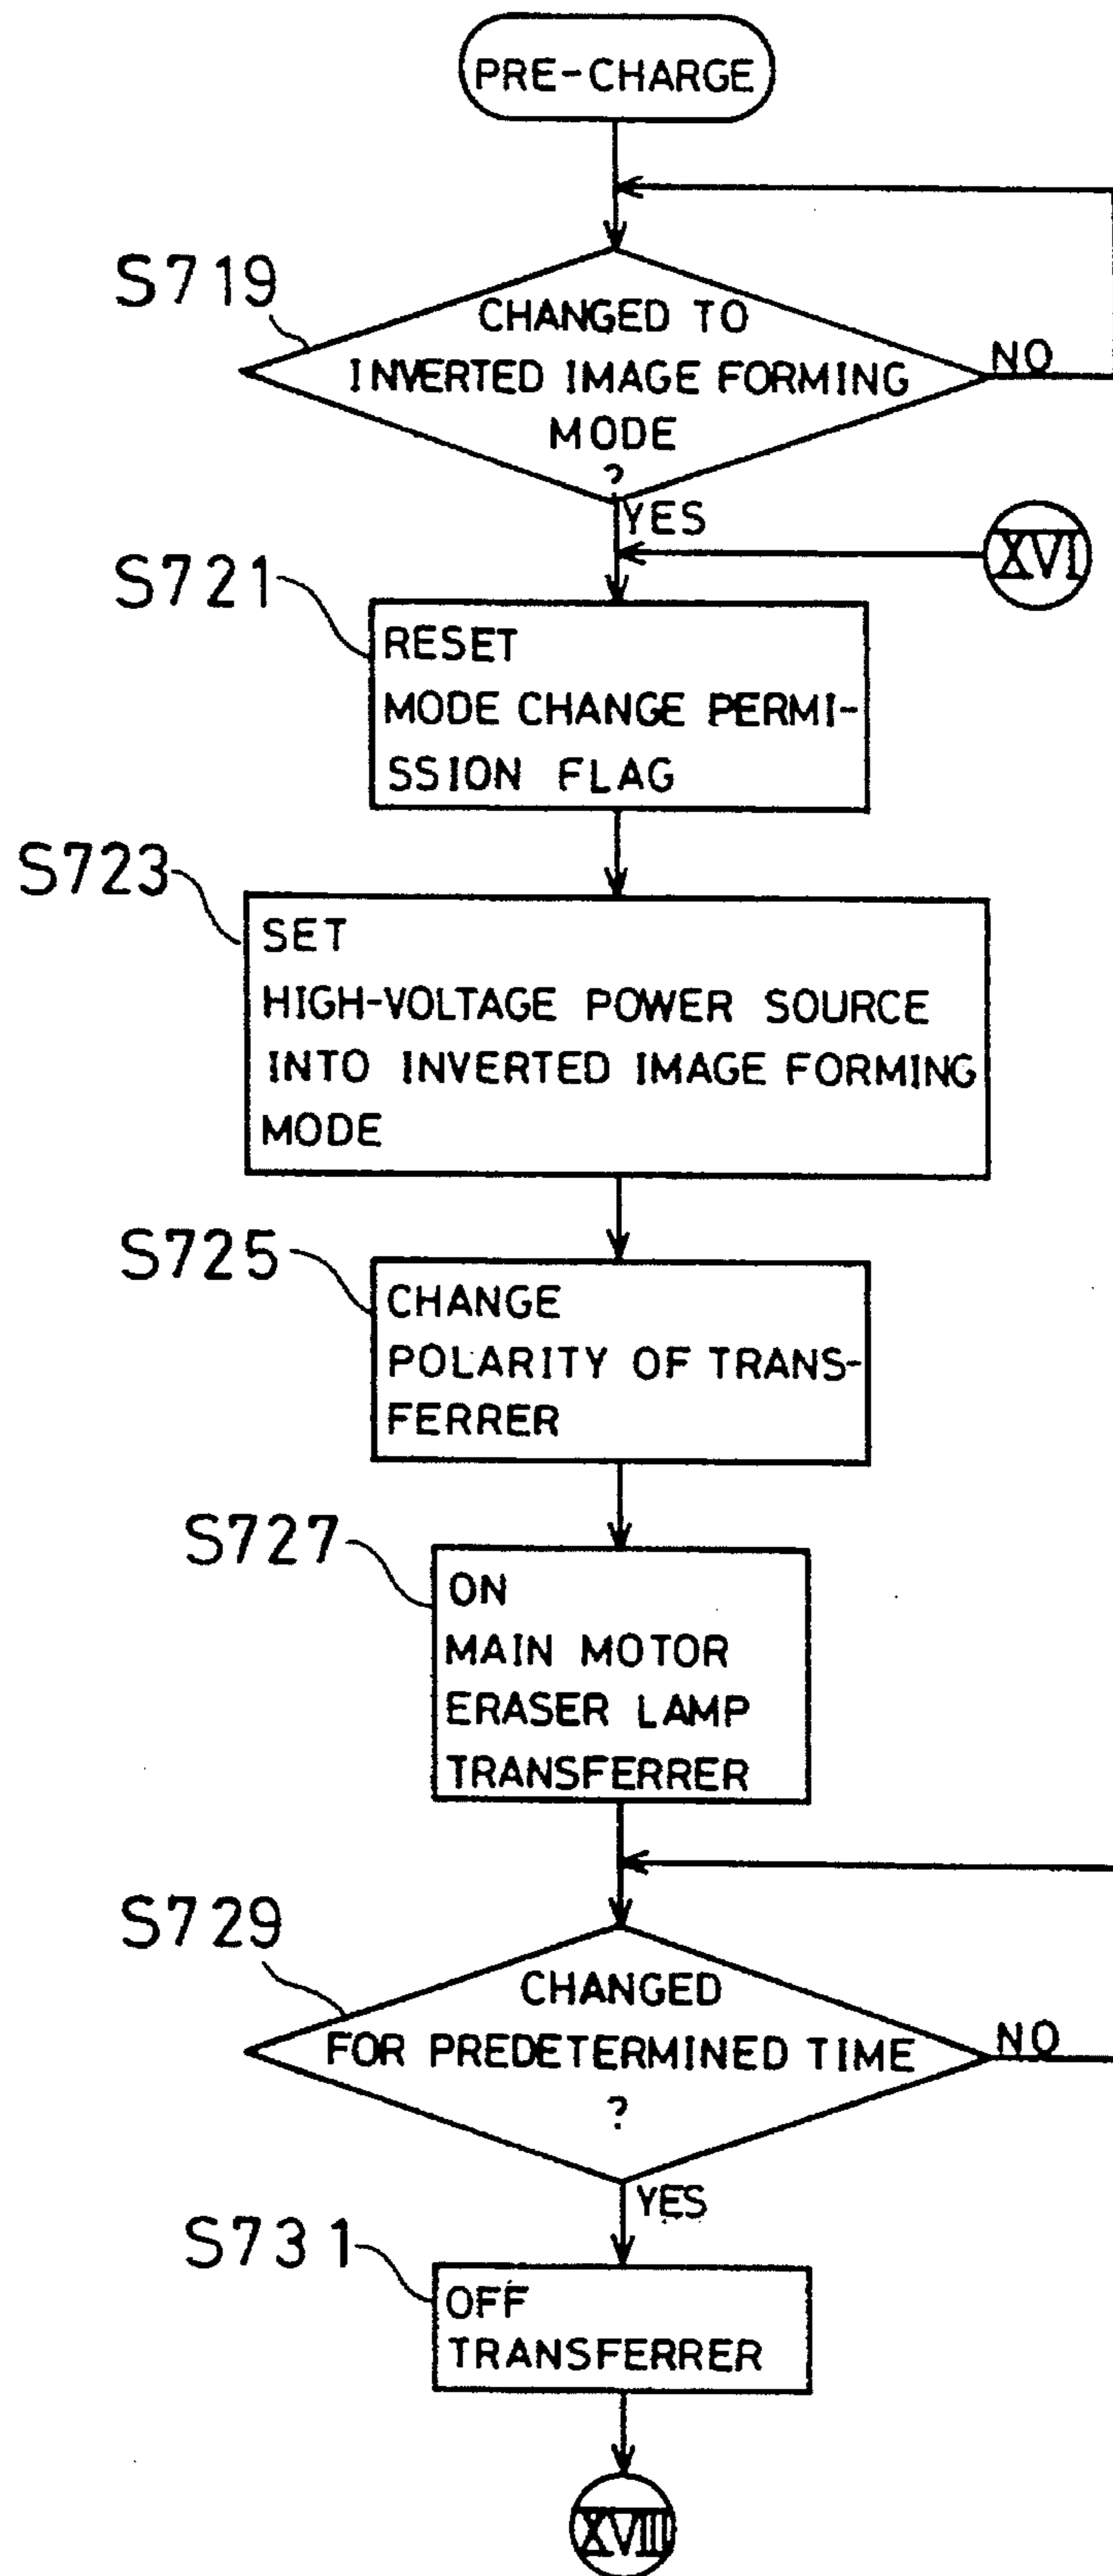 PRE-CHARGE
S719
CHANGED TO
INVERTED IMAGE FORMING
MODE
?
NO
YES
XVI
S721
RESET
MODE CHANGE PERMI-
SSION FLAG
S723
SET
HIGH-VOLTAGE POWER SOURCE
INTO INVERTED IMAGE FORMING
MODE
S725
CHANGE
POLARITY OF TRANS-
FERRER
S727
ON
MAIN MOTOR
ERASER LAMP
TRANSFERRER
S729
CHANGED
FOR PREDETERMINED TIME
?
NO
YES
S731
OFF
TRANSFERRER
XVIII